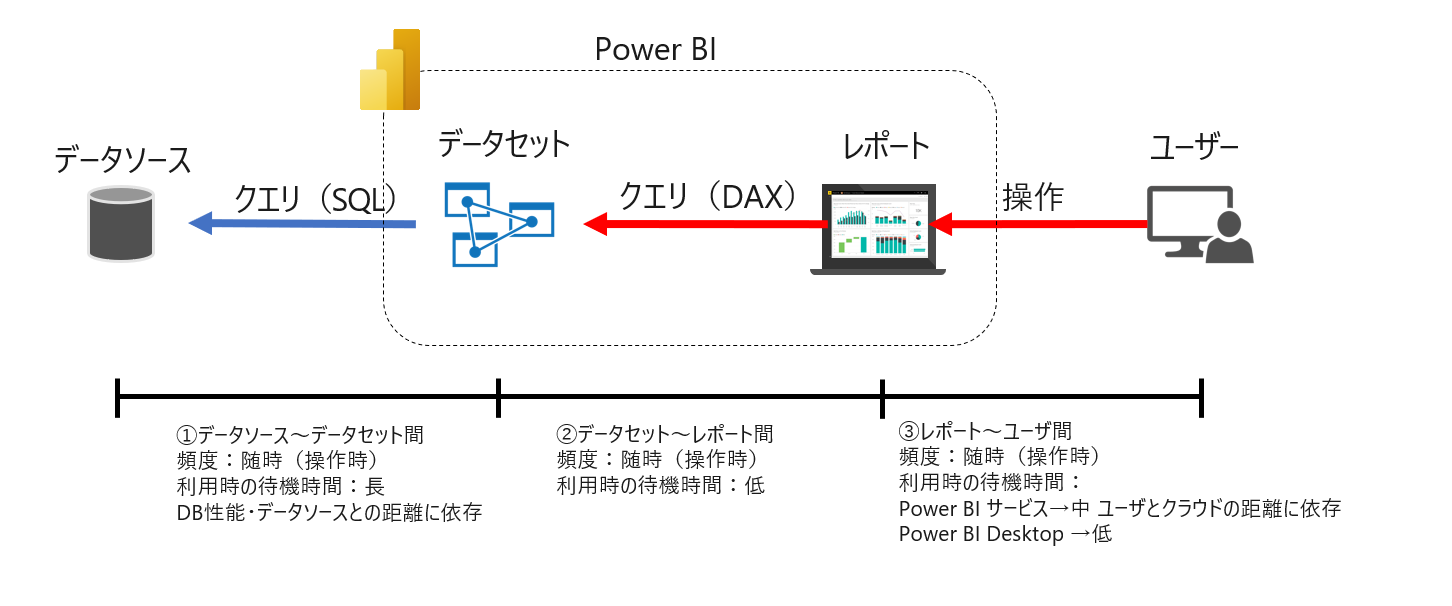 Power BI
データソース
データセット
レポート
ユーザー
クエリ（SQL）
クエリ（DAX）
操作
①データソース～データセット間
頻度：随時（操作時）
利用時の待機時間：長
DB性能・データソースとの距離に依存
②データセット～レポート間
頻度：随時（操作時）
利用時の待機時間：低
③レポート～ユーザ間
頻度：随時（操作時）
利用時の待機時間：
Power BI サービス→中 ユーザとクラウドの距離に依存
Power BI Desktop →低